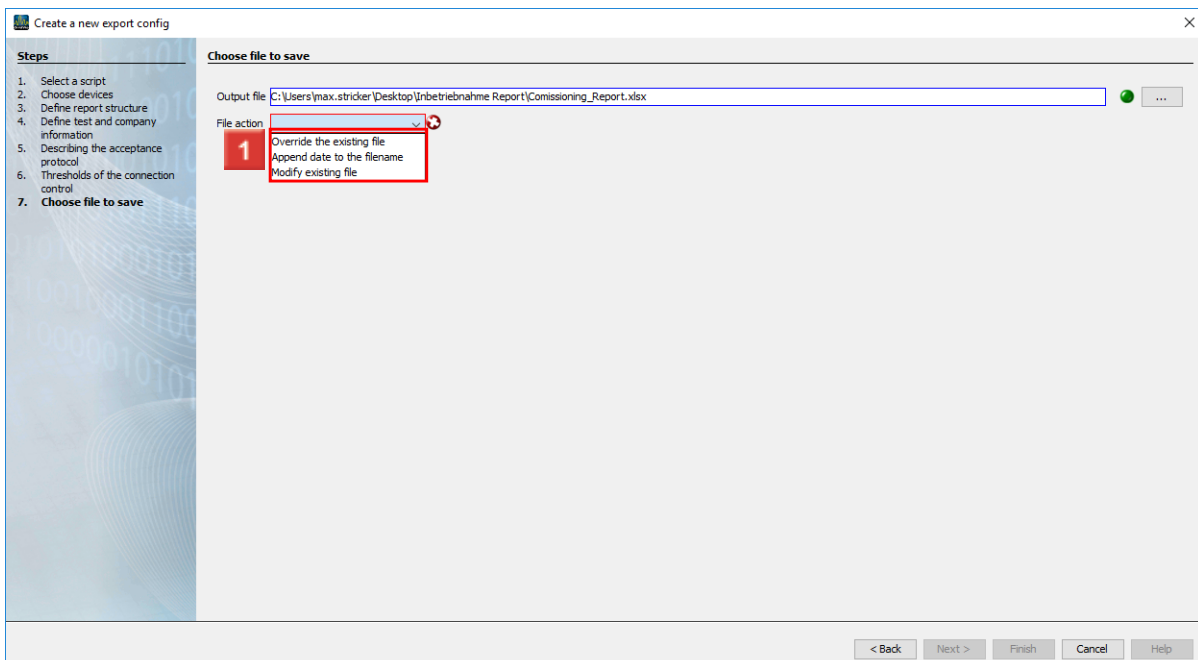 Create a new export config
Steps
1. Select a script
2. Choose devices
3. Define report structure
4. Define test and company
information
5. Describing the acceptance
protocol
6. Thresholds of the connection
control
7. Choose file to save
Choose file to save
Output file C:\Users\max.stricker\Desktop\Inbetriebnahme Report\Comissioning_Report.xlsx
...
File action
1
Override the existing file
Append date to the filename
Modify existing file
< Back Next > Finish Cancel Help